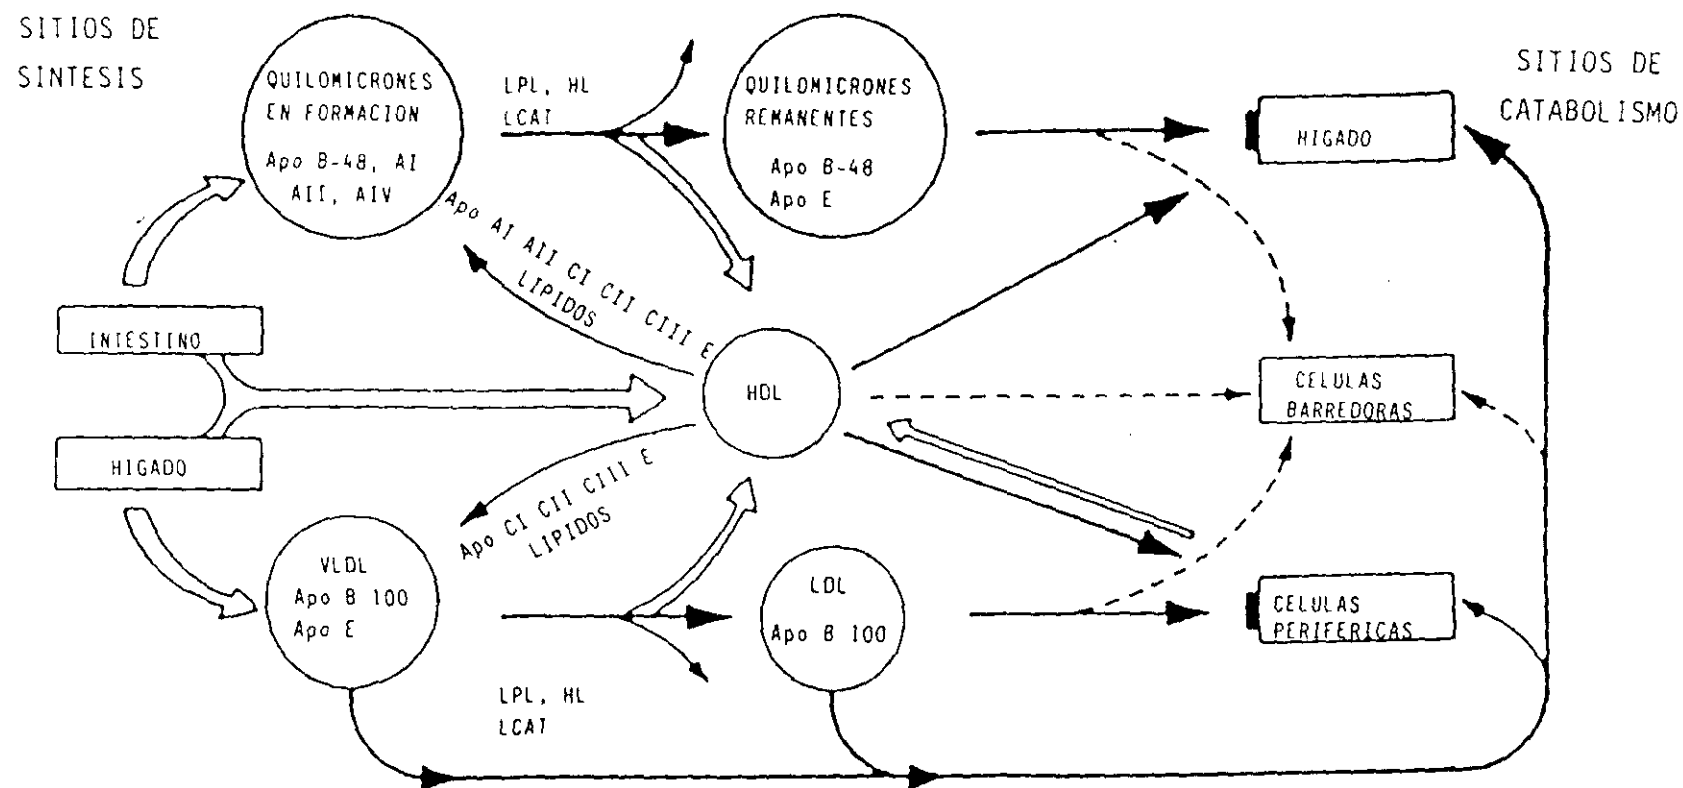 SITIOS DE
SINTESIS
QUILOMICRONES
EN FORMACION
Apo B-48, AI
AII, AIV
LPL, HL
LCAT
QUILOMICRONES
REMANENTES
Apo B-48
Apo E
SITIOS DE
CATABOLISMO
HIGADO
Apo AI AII CI CII CIII E
LIPIDOS
INTESTINO
HDL
CELULAS
BARREDORAS
HIGADO
Apo CI CII CIII E
LIPIDOS
VLDL
Apo B 100
Apo E
LDL
Apo B 100
CELULAS
PERIFERICAS
LPL, HL
LCAT